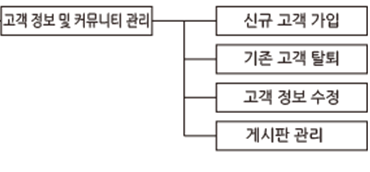 고객 정보 및 커뮤니티 관리
신규 고객 가입
기존 고객 탈퇴
고객 정보 수정
게시판 관리